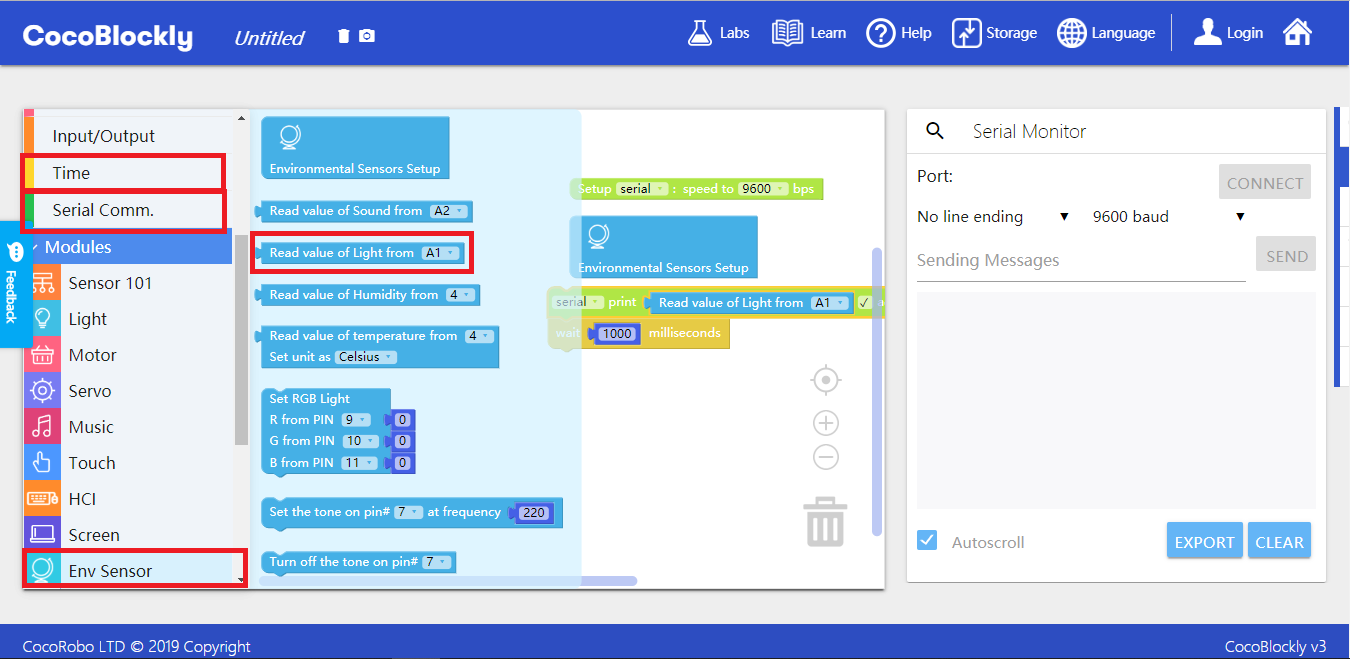 CocoBlockly
Untitled
Labs
Learn
Help
Storage
Language
Login
Feedback
Input/Output
Time
Serial Comm.
Modules
Sensor 101
Light
Motor
Servo
Music
Touch
HCI
Screen
Env Sensor
Environmental Sensors Setup
Read value of Sound from A2
Read value of Light from A1
Read value of Humidity from 4
Read value of temperature from 4
Set unit as Celsius
Set RGB Light
R from PIN 9 0
G from PIN 10 0
B from PIN 11 0
Set the tone on pin# 7 at frequency 220
Turn off the tone on pin# 7
Setup serial : speed to 9600 bps
Environmental Sensors Setup
serial print Read value of Light from A1
wait 1000 milliseconds
Serial Monitor
Port:
CONNECT
No line ending
9600 baud
Sending Messages
SEND
Autoscroll
EXPORT
CLEAR
CocoRobo LTD © 2019 Copyright
CocoBlockly v3